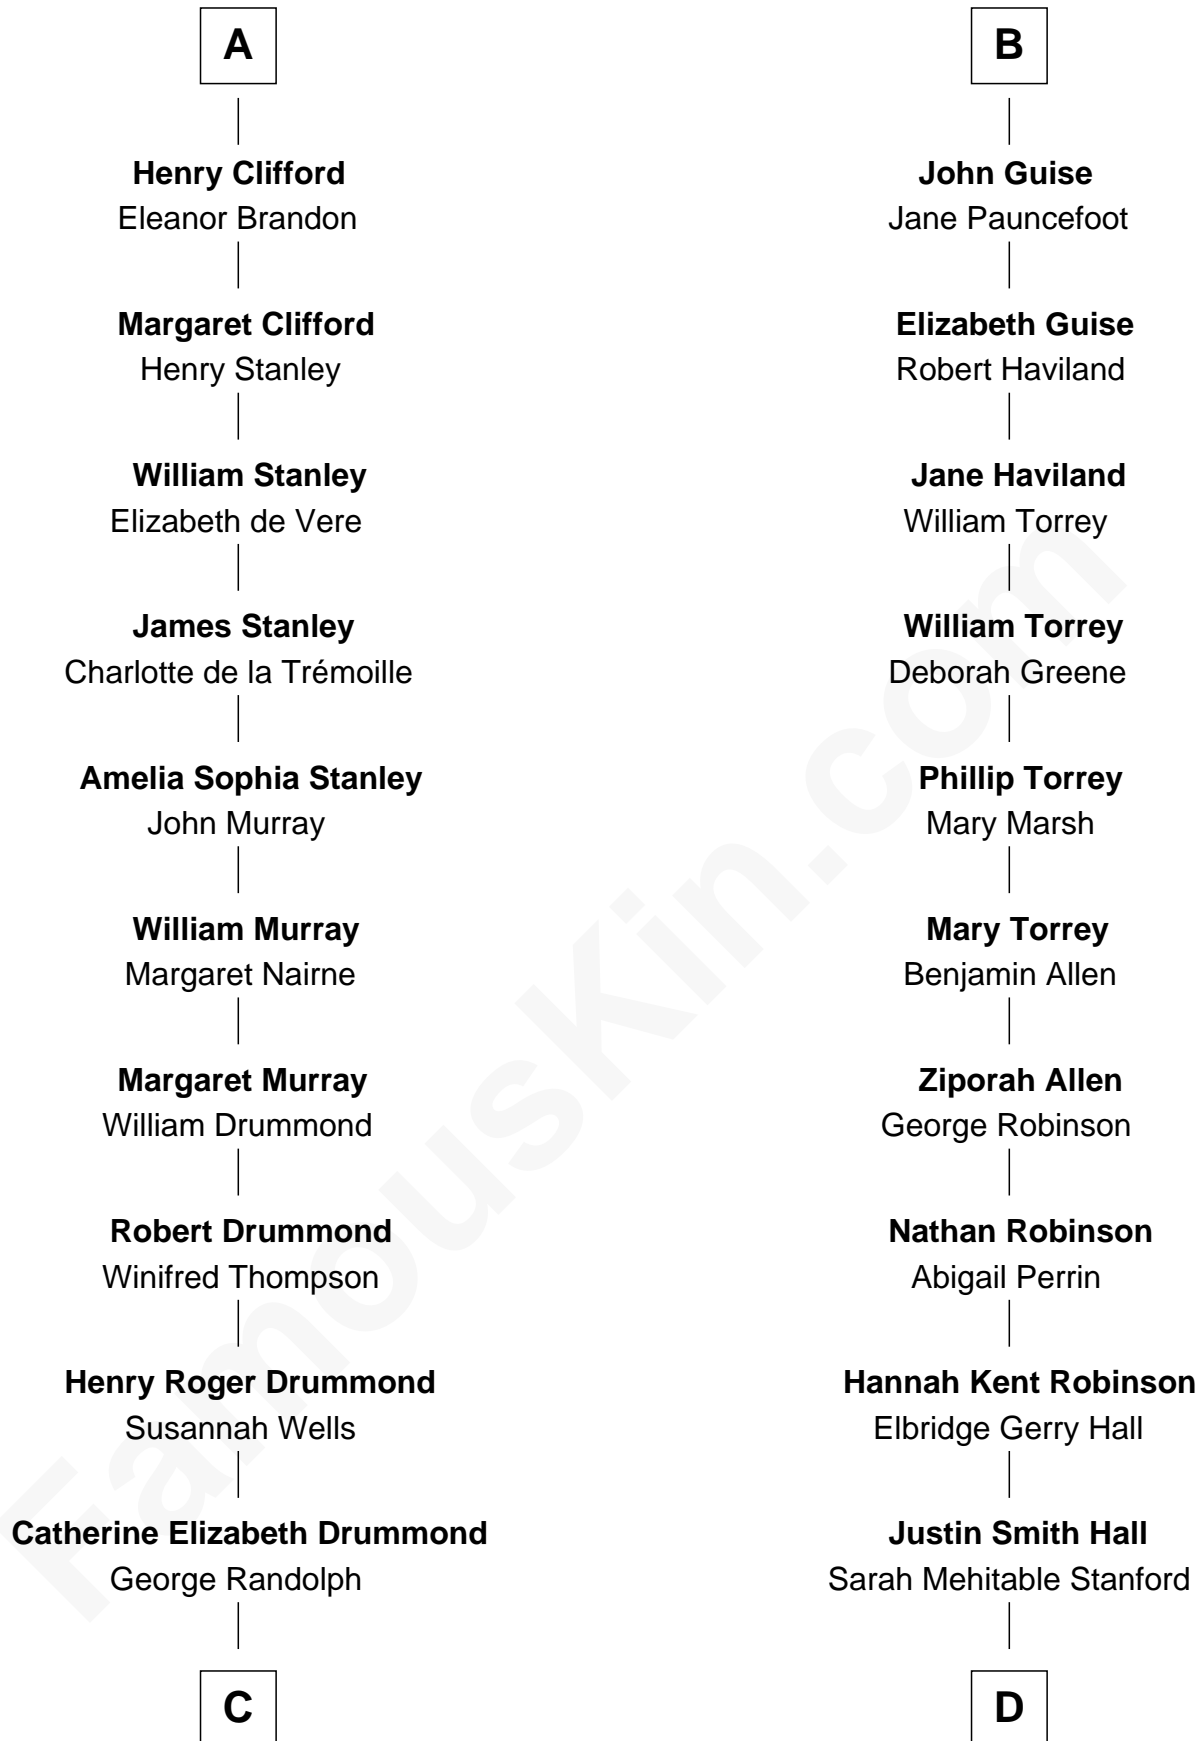 A
Henry Clifford
Eleanor Brandon
Margaret Clifford
Henry Stanley
William Stanley
Elizabeth de Vere
James Stanley
Charlotte de la Trémoille
Amelia Sophia Stanley
John Murray
William Murray
Margaret Nairne
Margaret Murray
William Drummond
Robert Drummond
Winifred Thompson
Henry Roger Drummond
Susannah Wells
Catherine Elizabeth Drummond
George Randolph
C
B
John Guise
Jane Pauncefoot
Elizabeth Guise
Robert Haviland
Jane Haviland
William Torrey
William Torrey
Deborah Greene
Phillip Torrey
Mary Marsh
Mary Torrey
Benjamin Allen
Ziporah Allen
George Robinson
Nathan Robinson
Abigail Perrin
Hannah Kent Robinson
Elbridge Gerry Hall
Justin Smith Hall
Sarah Mehitable Stanford
D
FamousKin.com